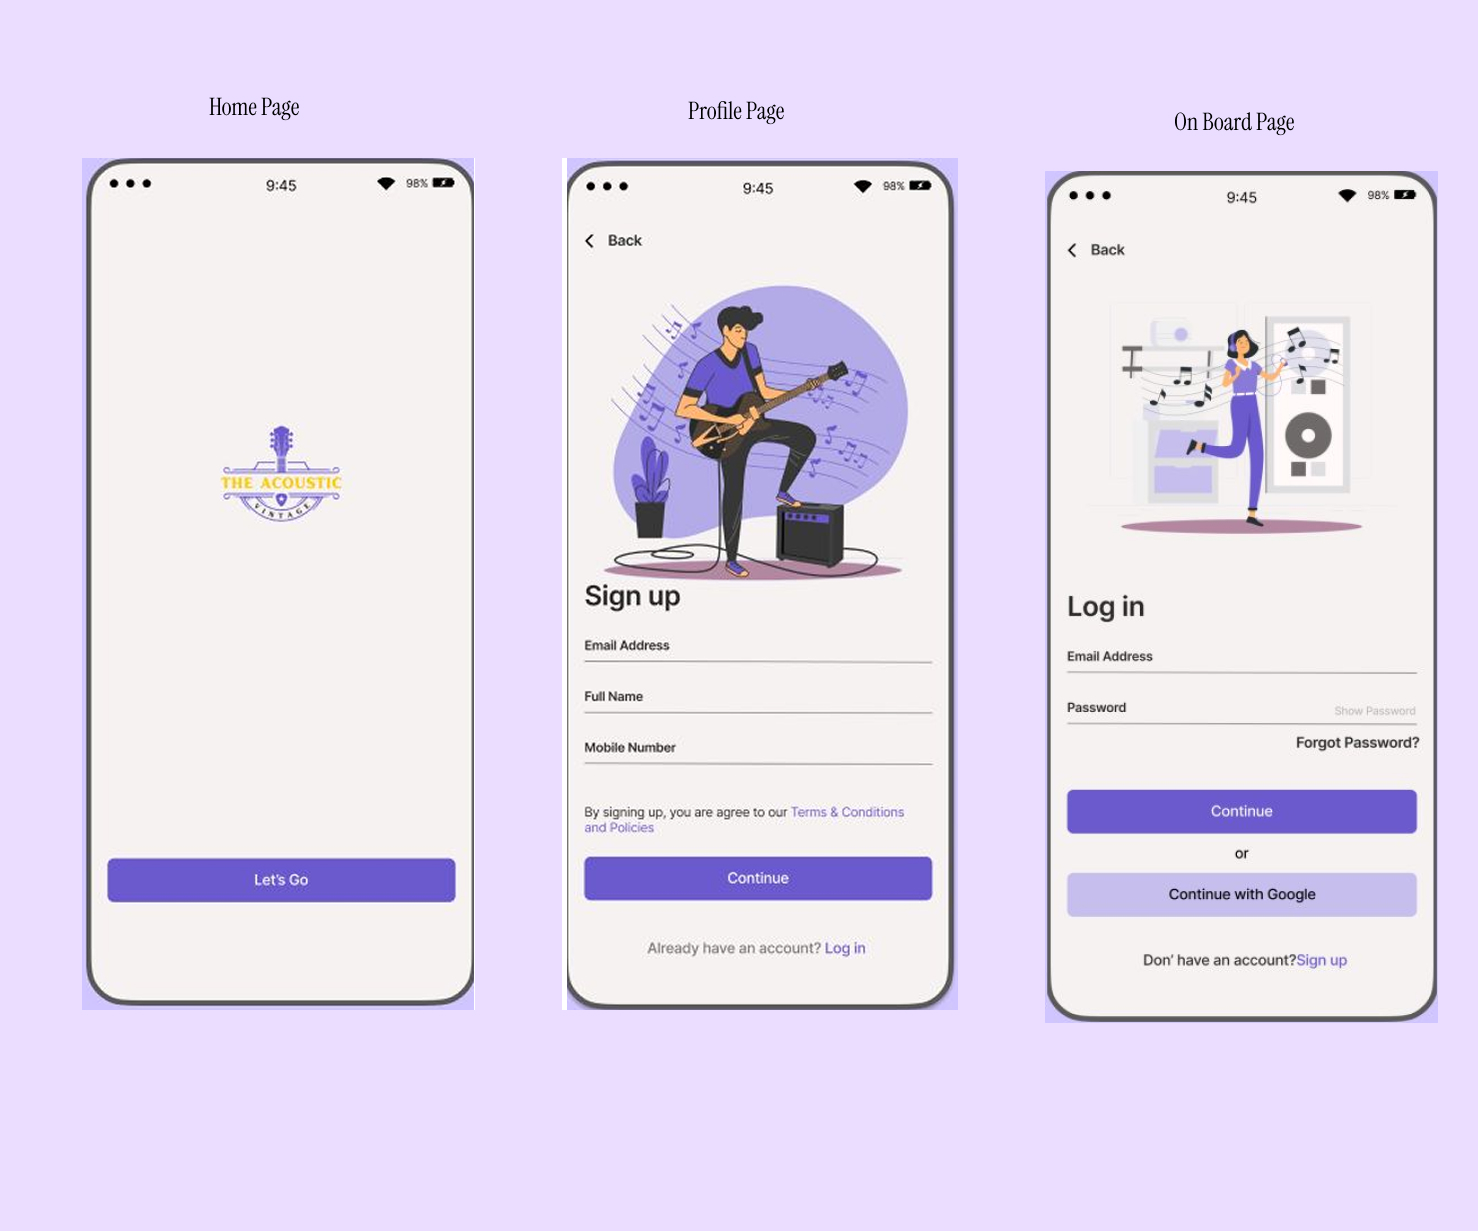 Home Page
9:45
98%
THE ACOUSTIC
VINTAGE
Let's Go
Profile Page
9:45
98%
Back
Sign up
Email Address
Full Name
Mobile Number
By signing up, you are agree to our Terms & Conditions
and Policies
Continue
Already have an account? Log in
On Board Page
9:45
98%
Back
Log in
Email Address
Password
Show Password
Forgot Password?
Continue
or
Continue with Google
Don' have an account?Sign up